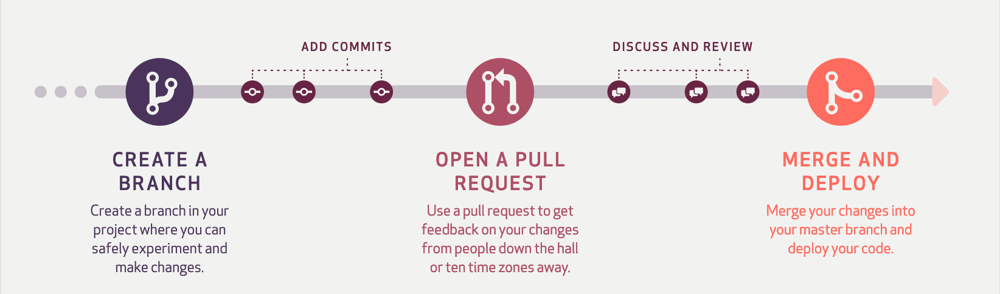 ADD COMMITS
DISCUSS AND REVIEW
CREATE A
BRANCH
Create a branch in your
project where you can
safely experiment and
make changes.
OPEN A PULL
REQUEST
Use a pull request to get
feedback on your changes
from people down the hall
or ten time zones away.
MERGE AND
DEPLOY
Merge your changes into
your master branch and
deploy your code.